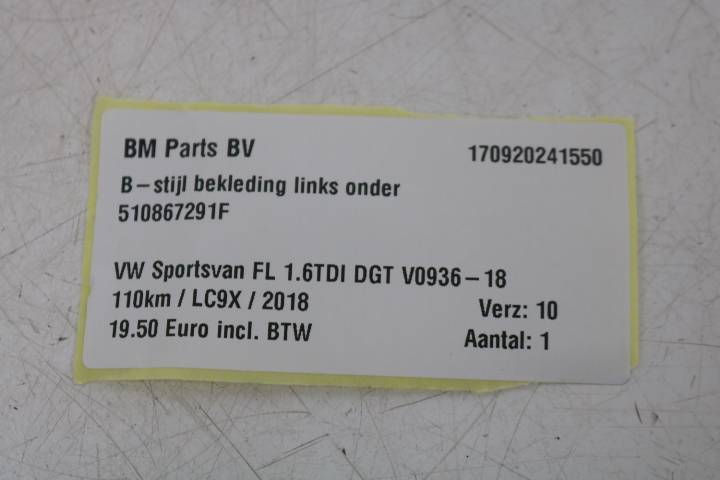 BM Parts BV 170920241550
B-stijl bekleding links onder
510867291F
VW Sportsvan FL 1.6TDI DGT V0936-18
110km / LC9X / 2018 Verz: 10
19.50 Euro incl. BTW Aantal: 1